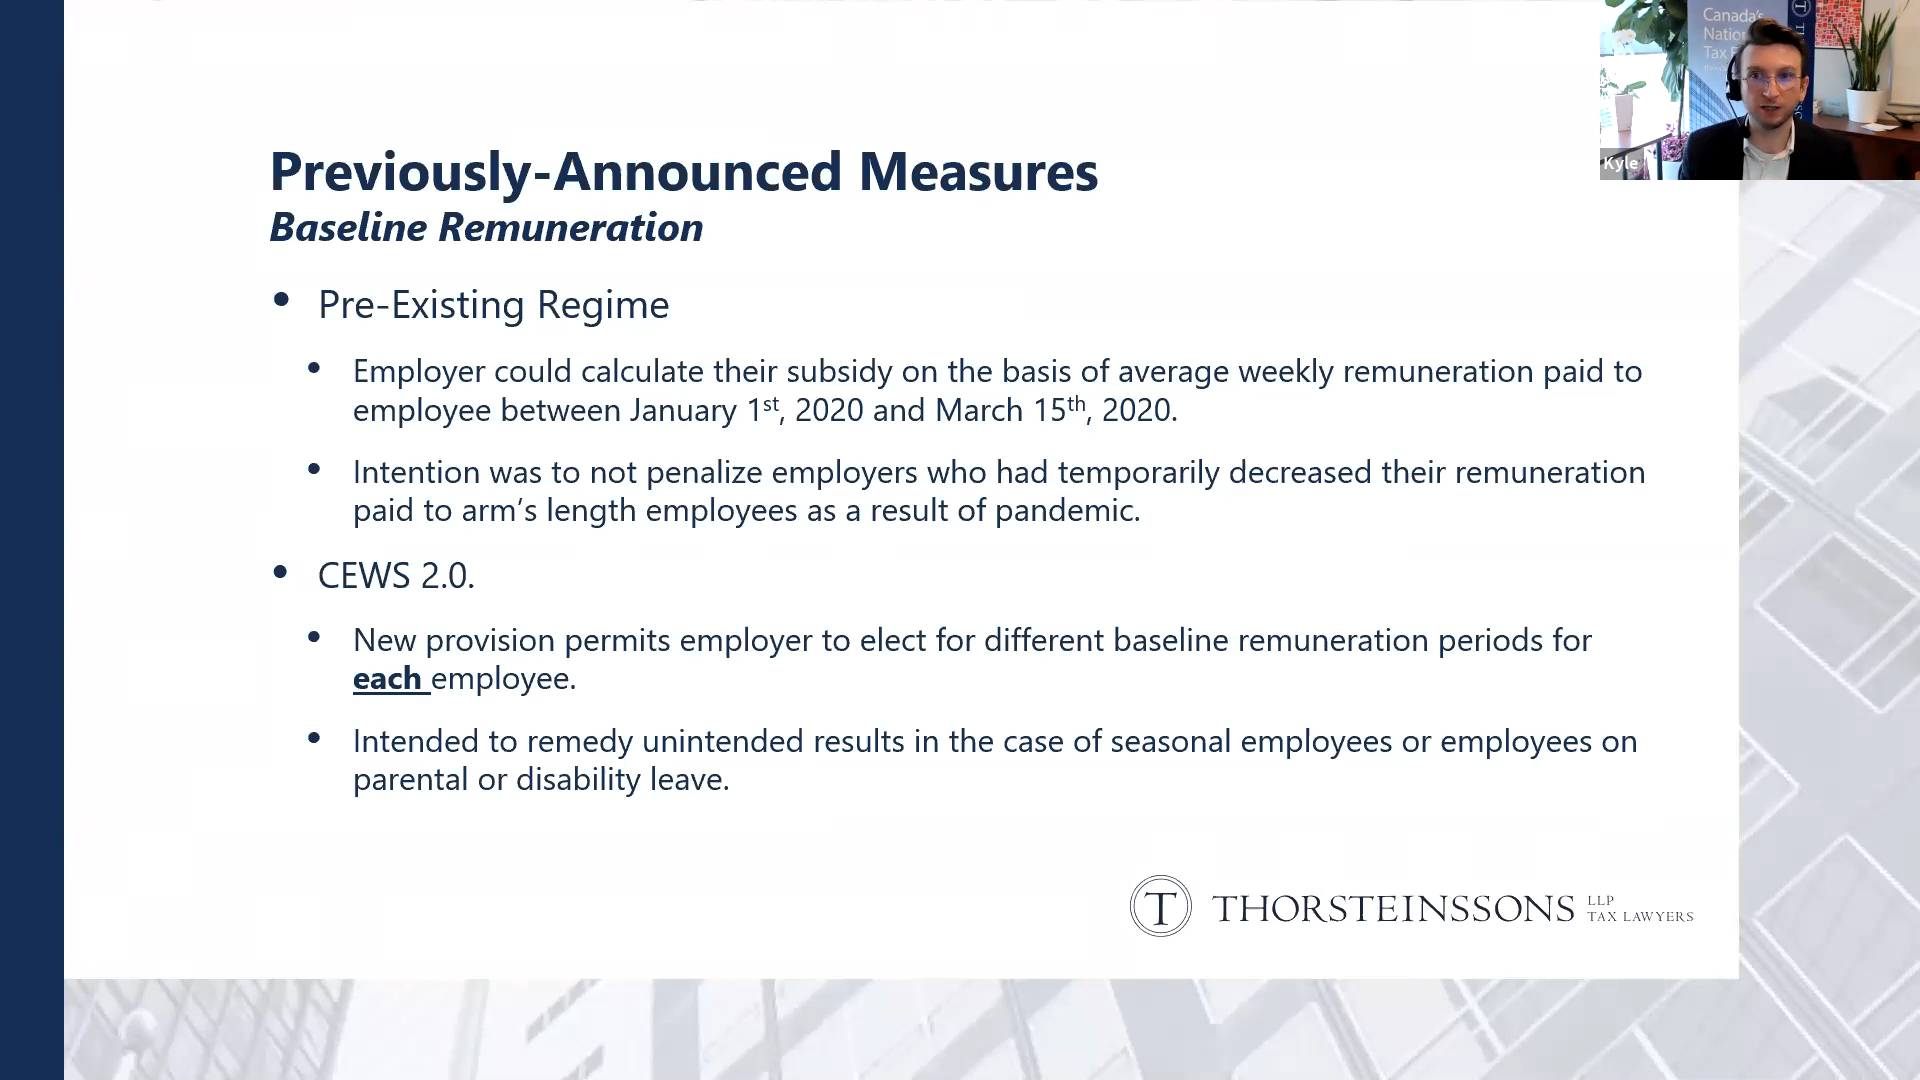 Canada's
Nation
Tax
Kyle
Previously-Announced Measures
Baseline Remuneration
• Pre-Existing Regime
• Employer could calculate their subsidy on the basis of average weekly remuneration paid to
employee between January 1st, 2020 and March 15th, 2020.
• Intention was to not penalize employers who had temporarily decreased their remuneration
paid to arm’s length employees as a result of pandemic.
• CEWS 2.0.
• New provision permits employer to elect for different baseline remuneration periods for
each employee.
• Intended to remedy unintended results in the case of seasonal employees or employees on
parental or disability leave.
T THORSTEINSSONS LLP
TAX LAWYERS